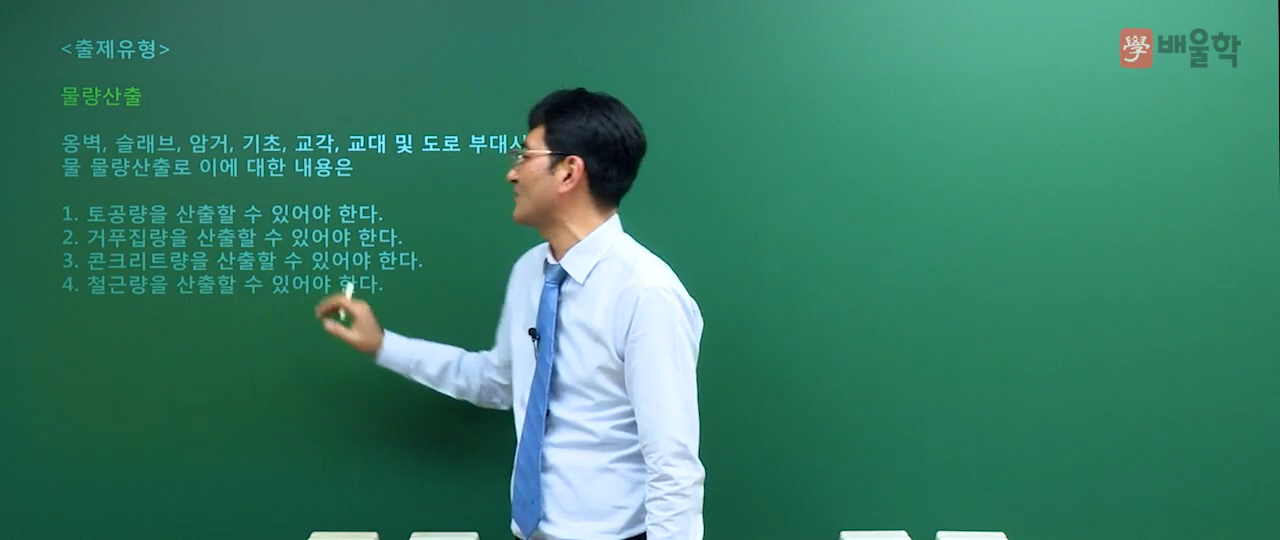 <출제유형>
學 배울학
물량산출
옹벽, 슬래브, 암거, 기초, 교각, 교대 및 도로
물 물량산출로 이에 대한 내용은
1. 토공량을 산출할 수 있어야 한다.
2. 거푸집량을 산출할 수 있어야 한다.
3. 콘크리트량을 산출할 수 있어야 한다.
4. 철근량을 산출할 수 있어야 한다.